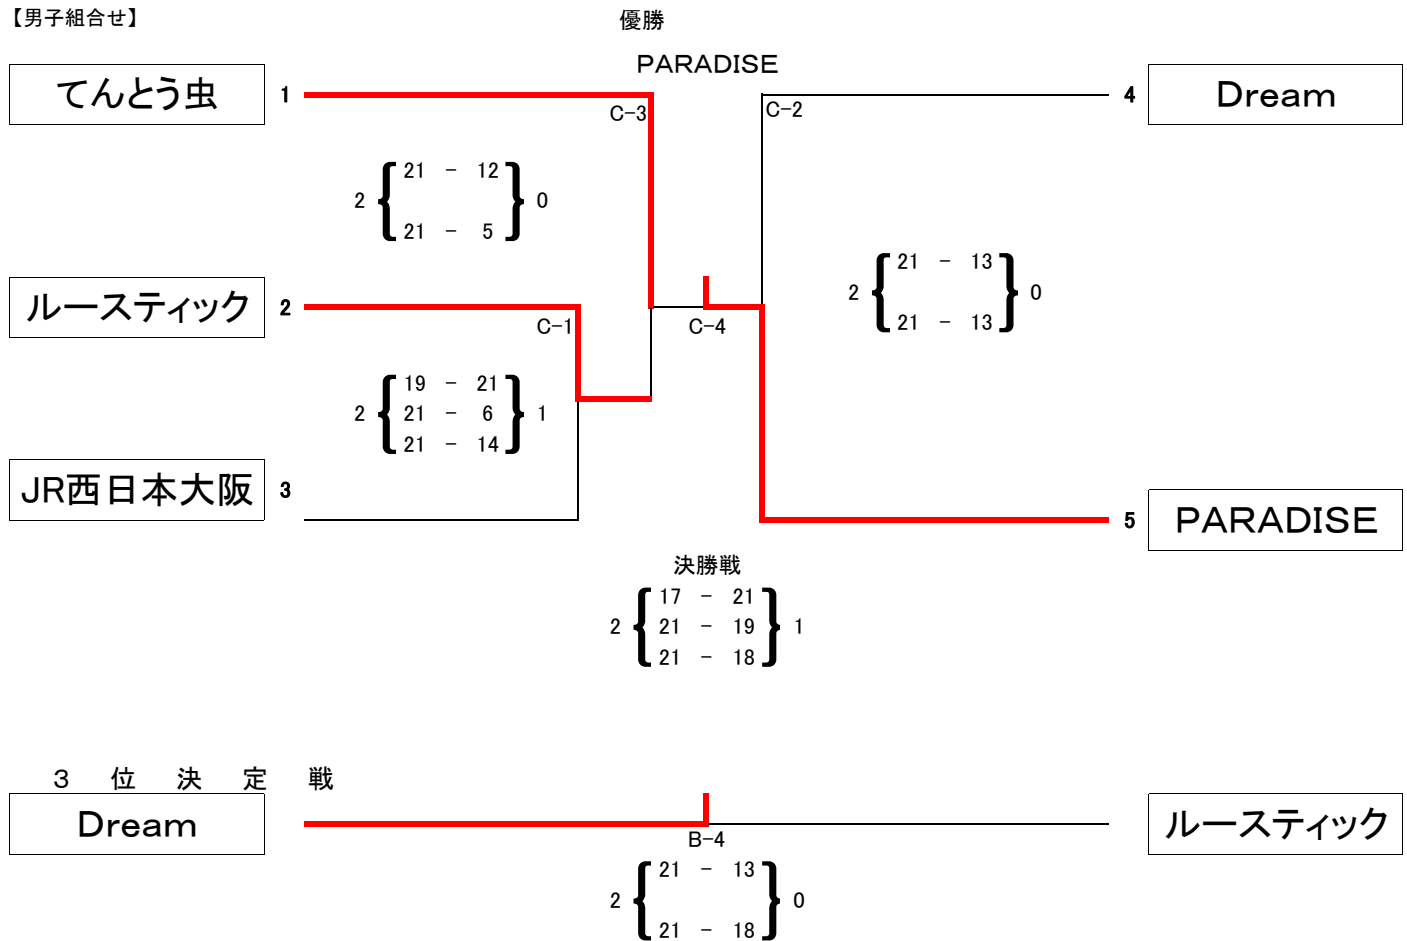 【男子組合せ】
優勝
PARADISE
てんとう虫 1
4 Dream
C-3
C-2
21 - 12
2 { } 0
21 - 5
21 - 13
2 { } 0
21 - 13
ルースティック 2
C-1
C-4
19 - 21
2 { 21 - 6 } 1
21 - 14
JR西日本大阪 3
5 PARADISE
決勝戦
17 - 21
2 { 21 - 19 } 1
21 - 18
3位決定戦
Dream
ルースティック
B-4
21 - 13
2 { } 0
21 - 18